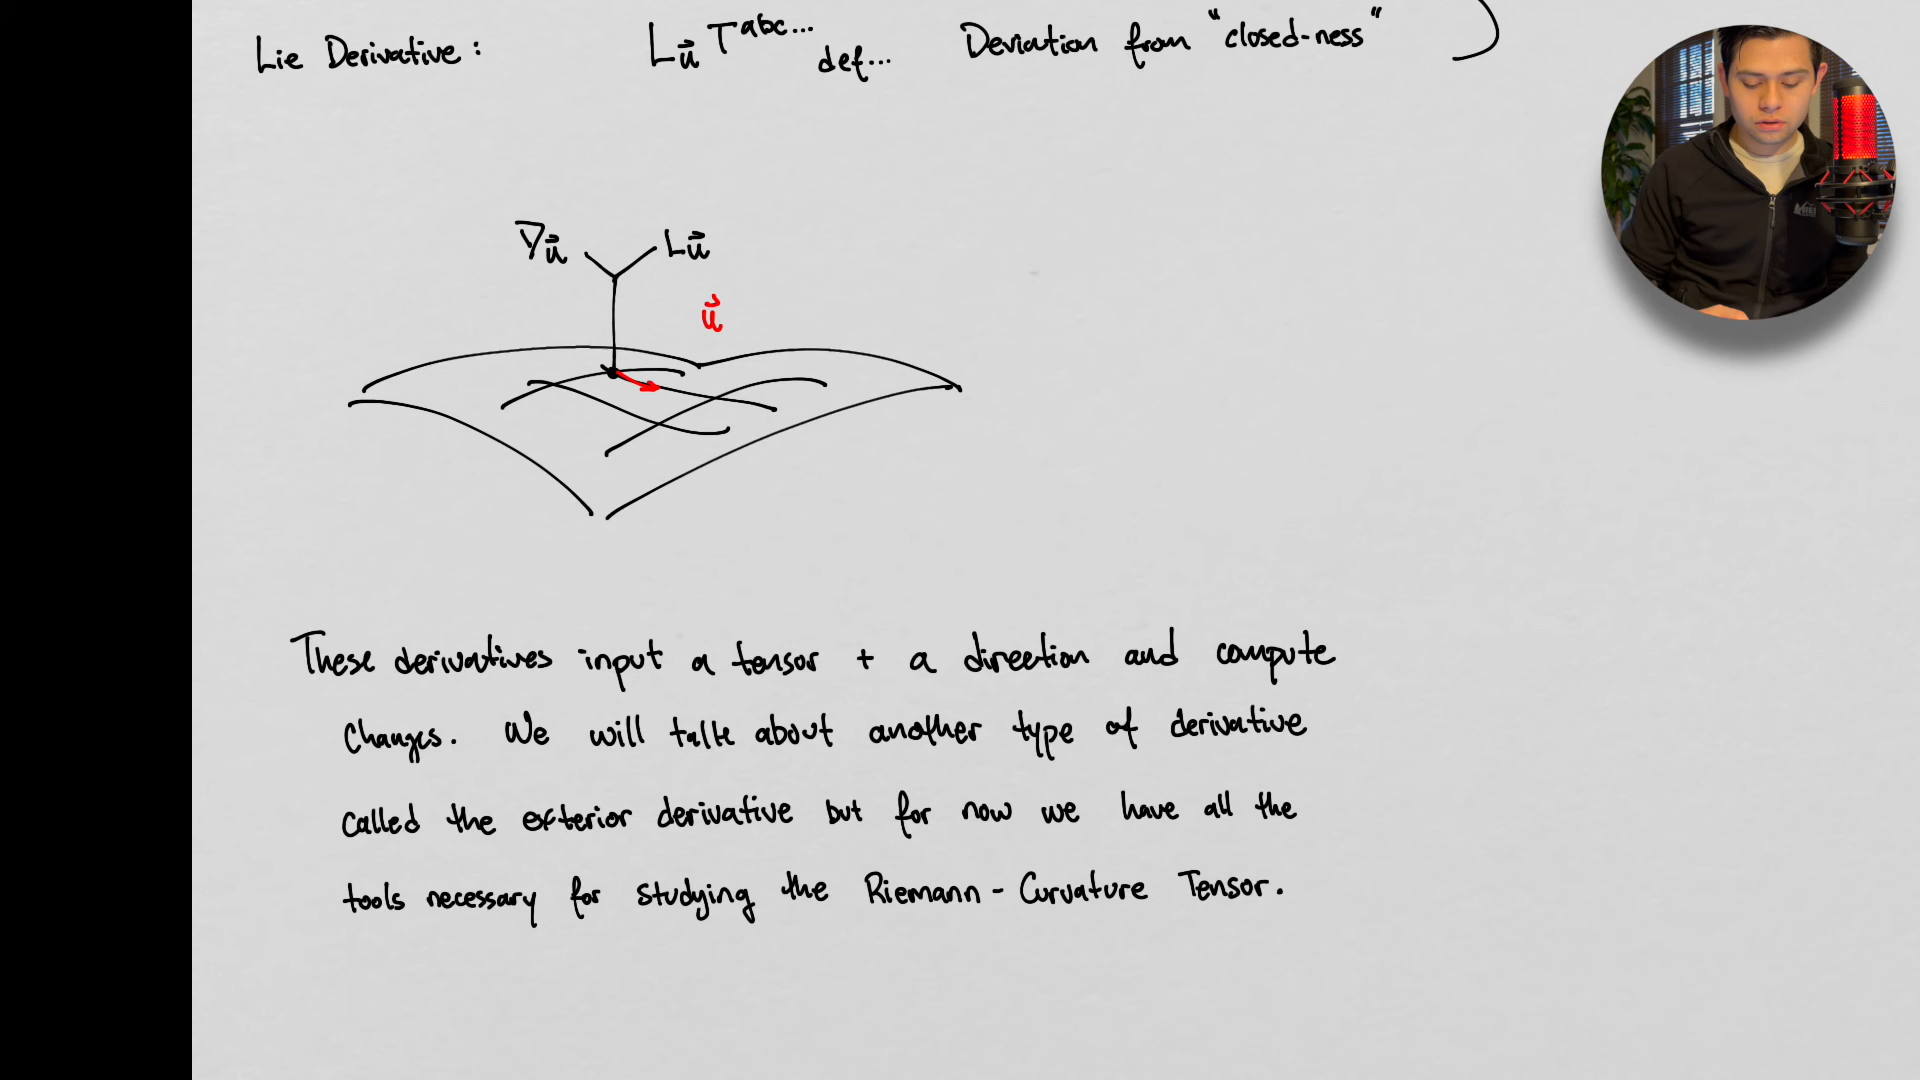 Lie Derivative: L_u⃗ T^abc... _def... Deviation from "closed-ness"
∇_u⃗ L_u⃗
u⃗
These derivatives input a tensor + a direction and compute
changes. We will talk about another type of derivative
called the exterior derivative but for now we have all the
tools necessary for studying the Riemann-Curvature Tensor.